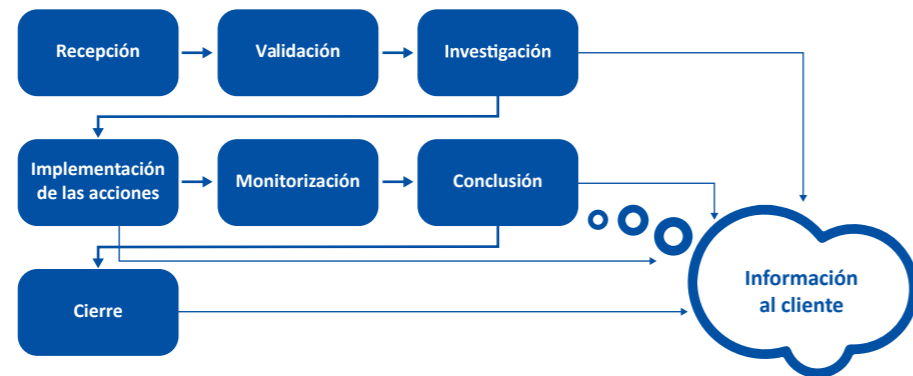 Recepción
Validación
Investigación
Implementación
de las acciones
Monitorización
Conclusión
Cierre
Información
al cliente